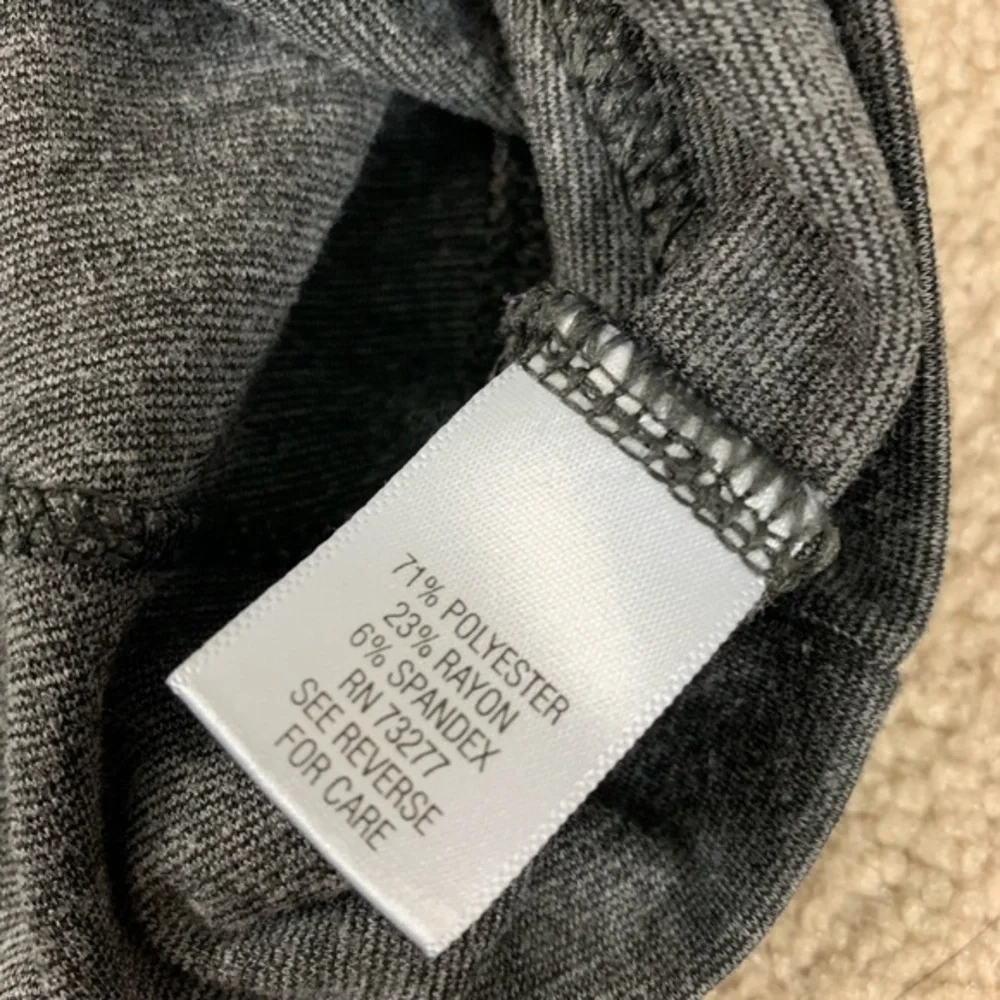 71% POLYESTER
23% RAYON
6% SPANDEX
RN 73277
SEE REVERSE
FOR CARE